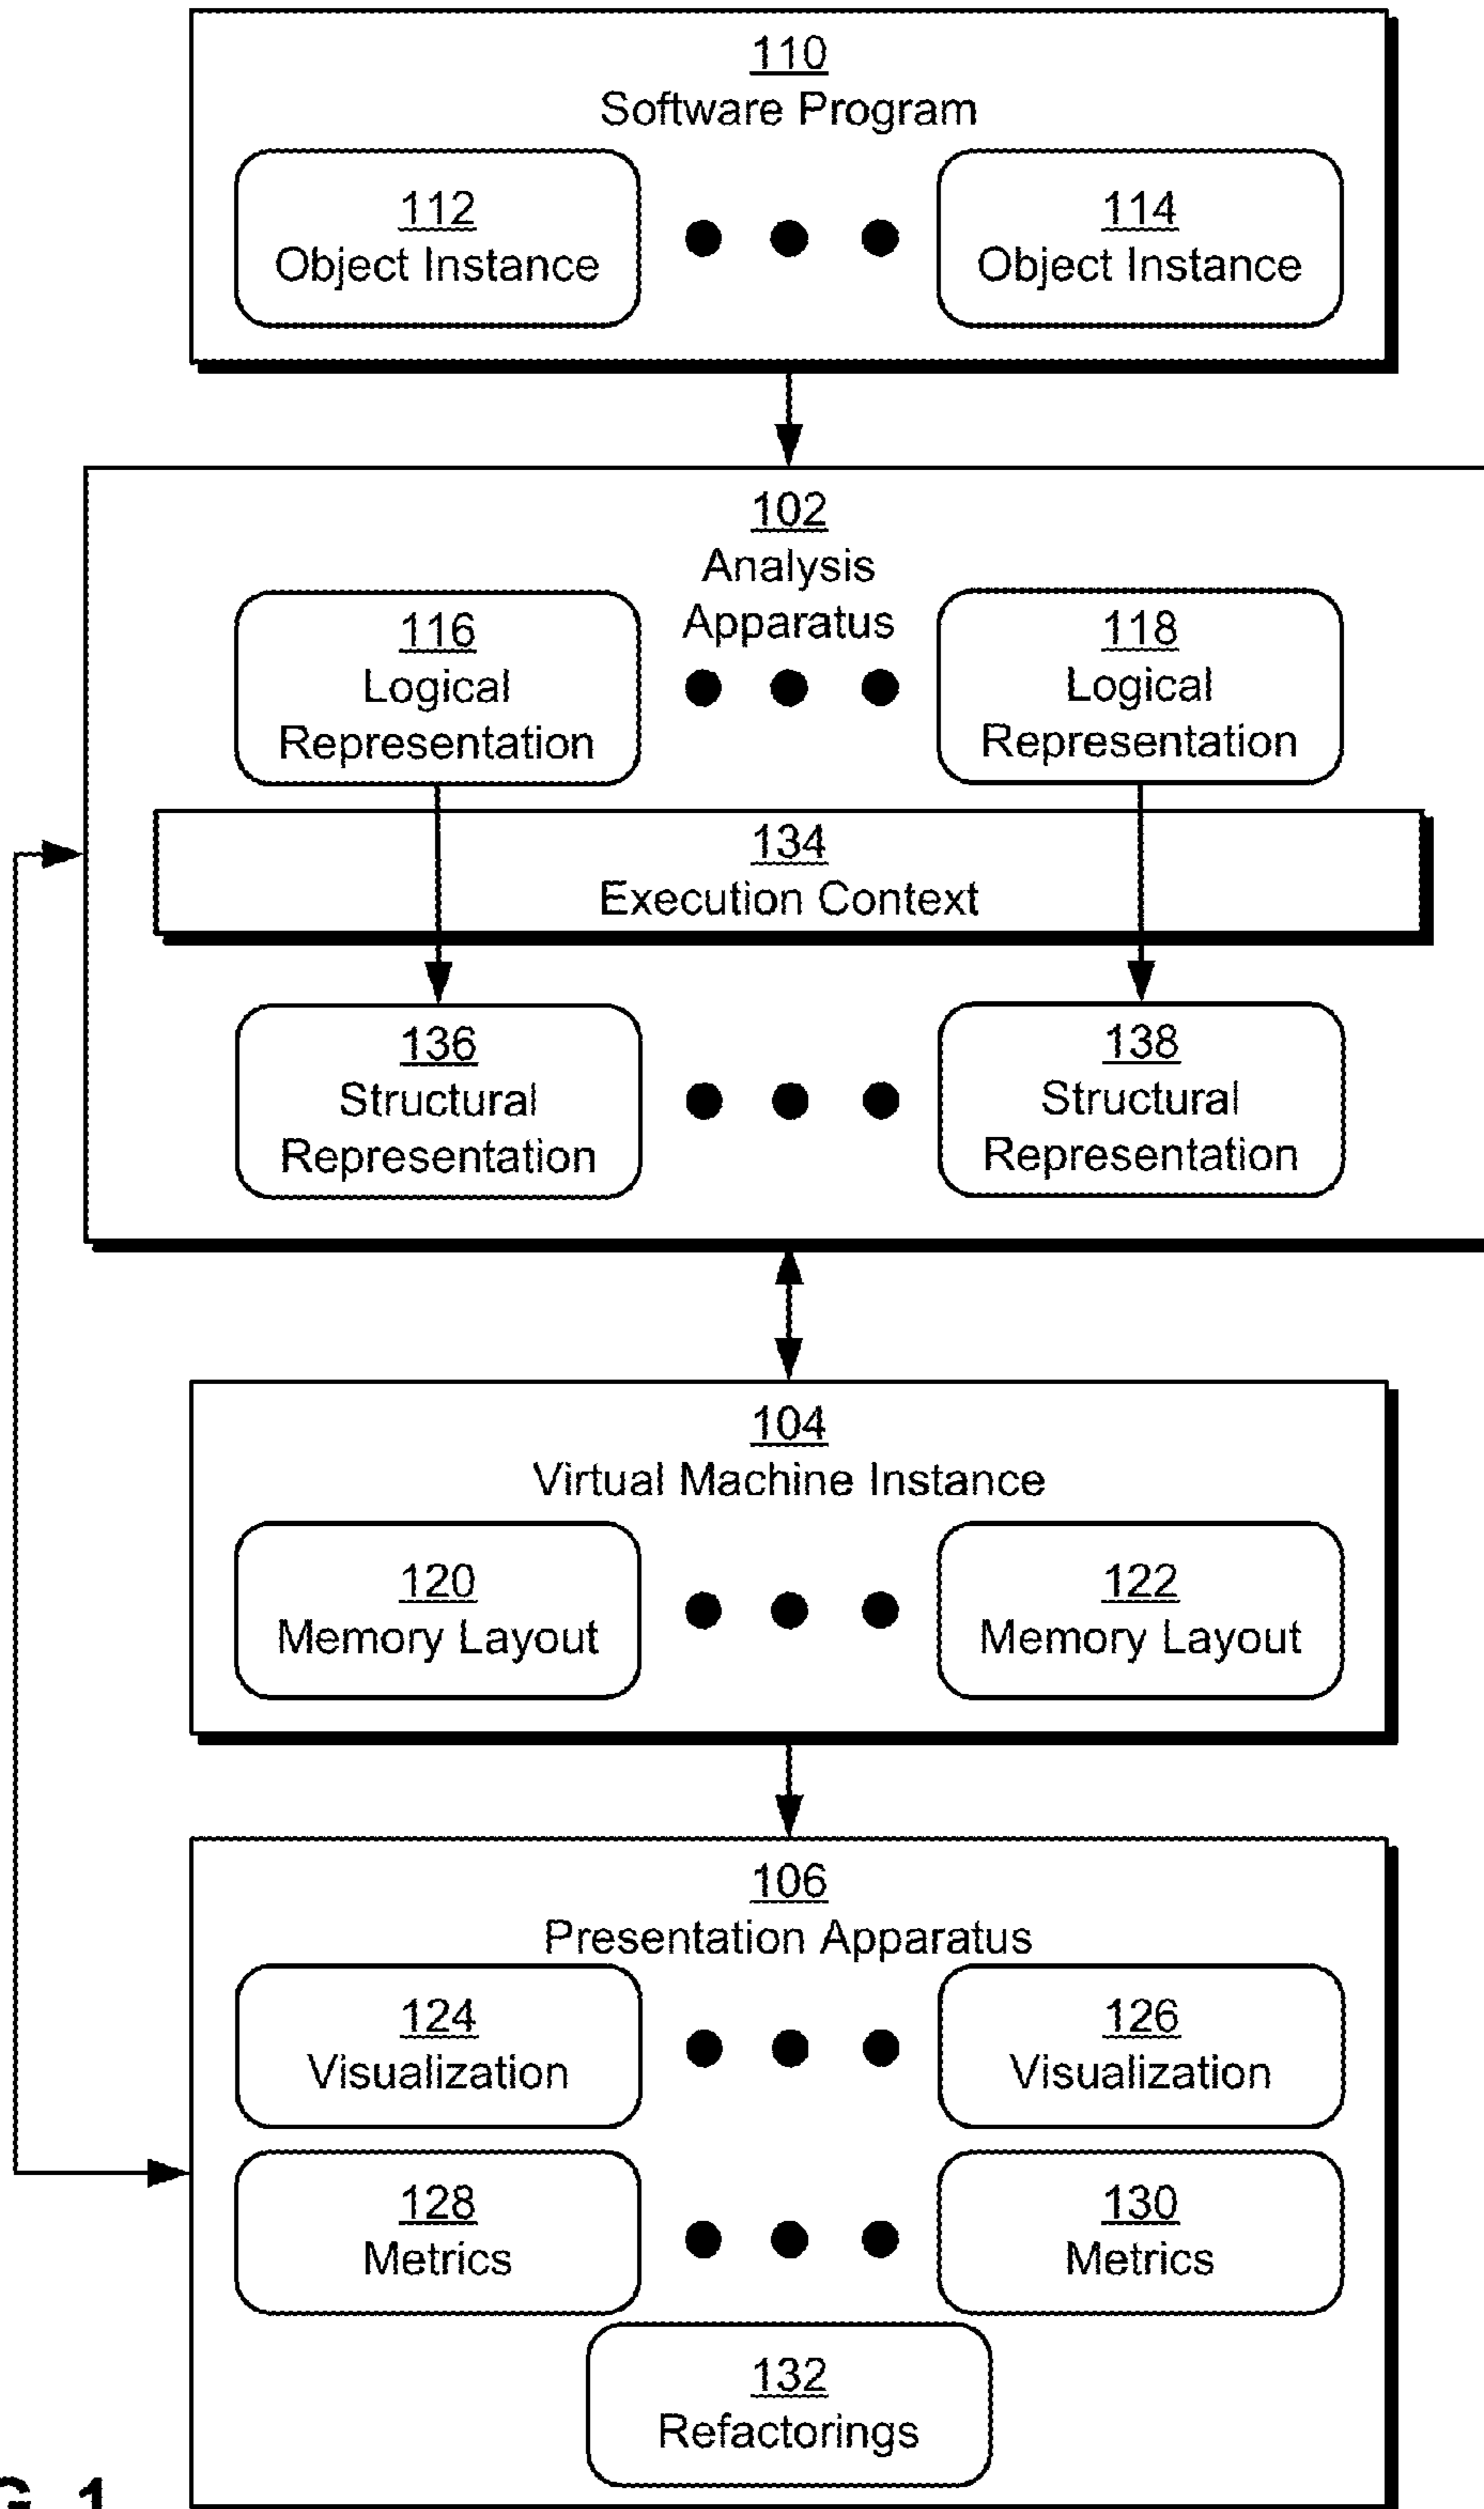 110
Software Program
112
Object Instance
114
Object Instance
102
Analysis
Apparatus
116
Logical
Representation
118
Logical
Representation
134
Execution Context
136
Structural
Representation
138
Structural
Representation
104
Virtual Machine Instance
120
Memory Layout
122
Memory Layout
106
Presentation Apparatus
124
Visualization
126
Visualization
128
Metrics
130
Metrics
132
Refactorings